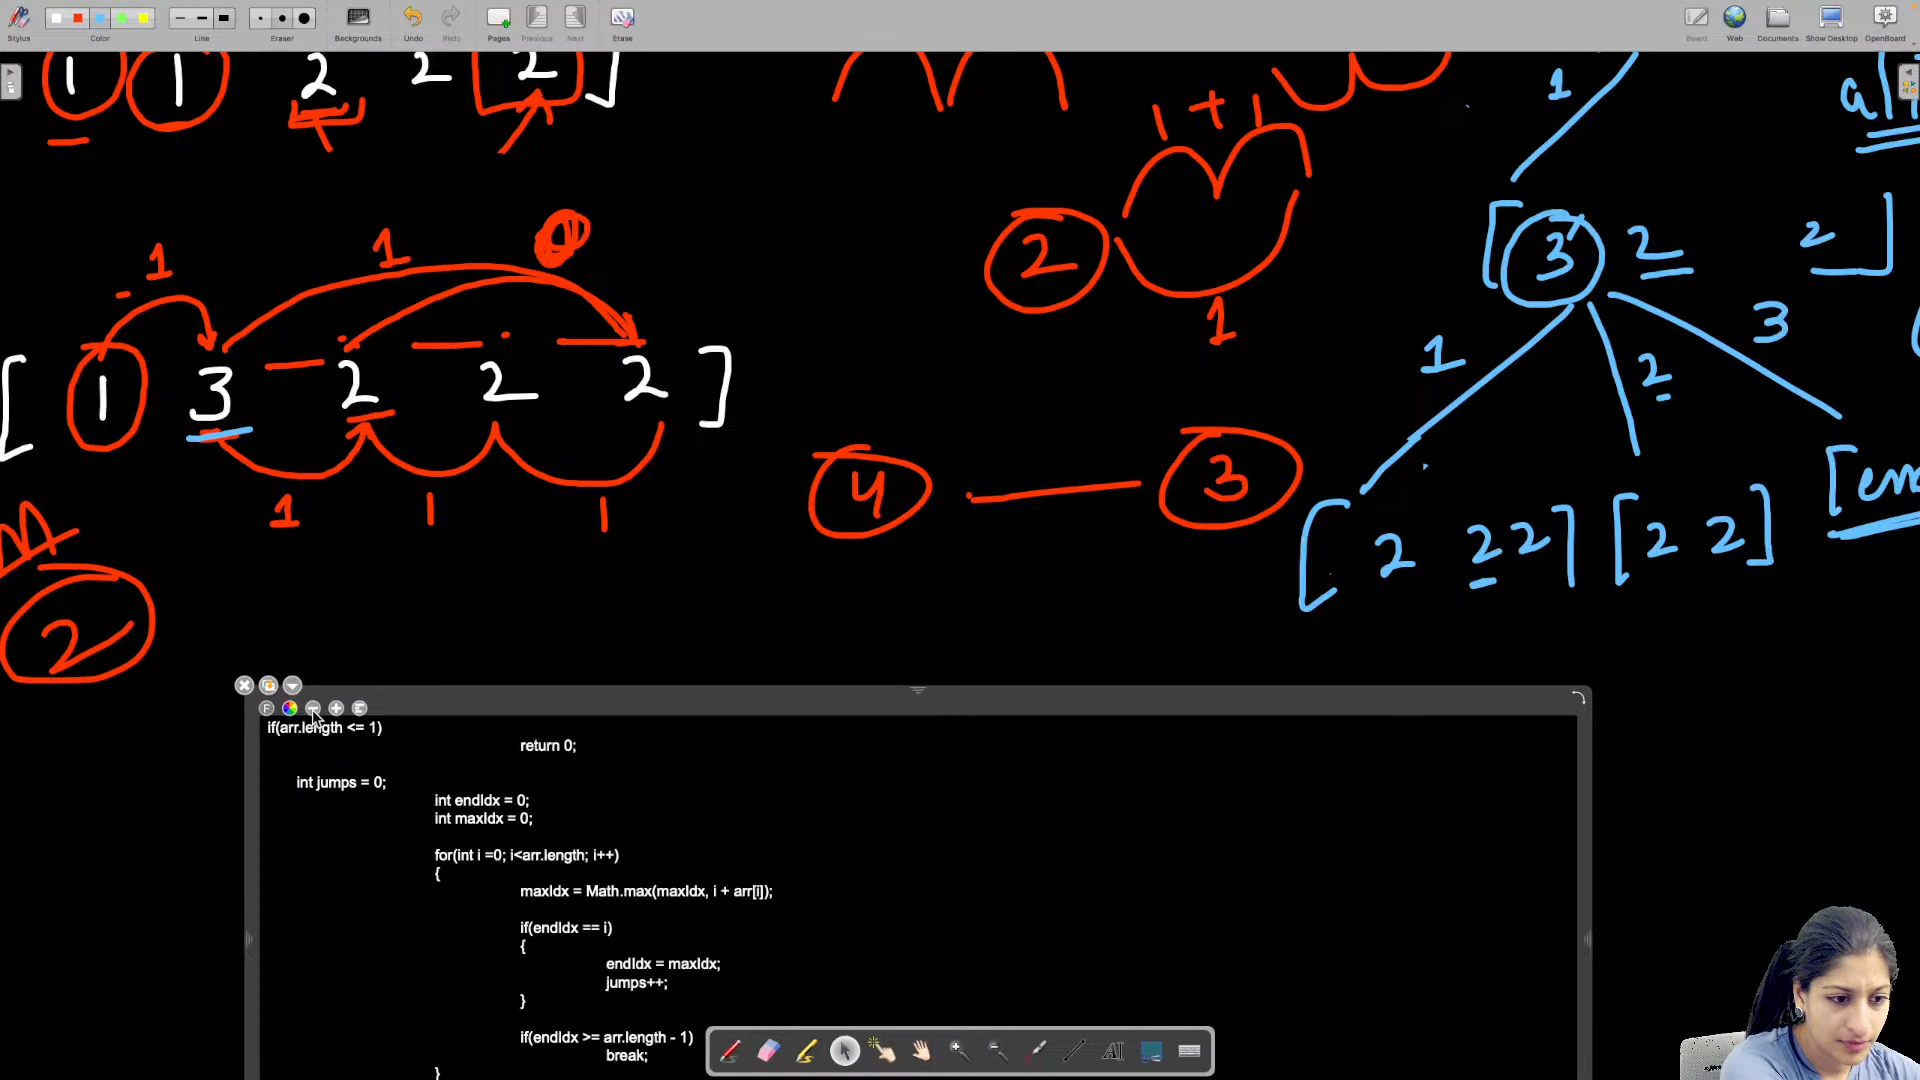 Stylus Color Line Eraser Backgrounds Undo Redo Pages Previous Next Erase Board Web Documents Show Desktop OpenBoard
1 1 2 2 2 ]
1 + 1
1
[ 3 2 2 ]
2
1
1 1
[ 1 3 2 2 2 ]
1 1 1
4 — 3
2
1 2 3
[ 2 2 2 ] [ 2 2 ]
if(arr.length <= 1)
return 0;
int jumps = 0;
int endIdx = 0;
int maxIdx = 0;
for(int i =0; i<arr.length; i++)
{
maxIdx = Math.max(maxIdx, i + arr[i]);
if(endIdx == i)
{
endIdx = maxIdx;
jumps++;
}
if(endIdx >= arr.length - 1)
break;
}